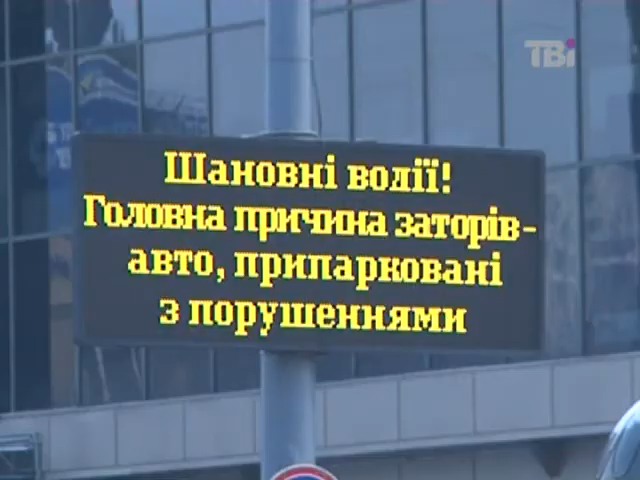 ТВі
Шановні водії!
Головна причина заторів-
авто, припарковані
з порушеннями